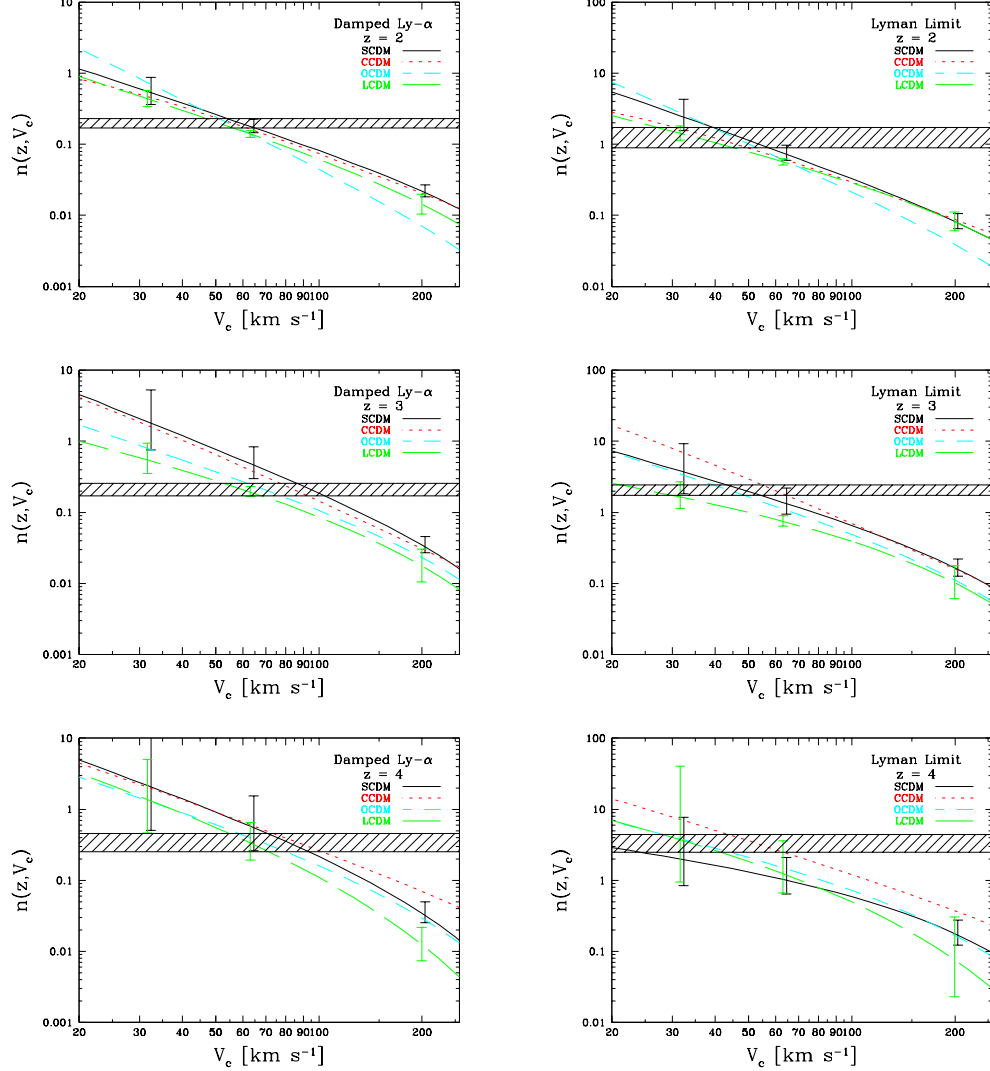 10
1
0.1
0.01
0.001
n(z,V_c)
Damped Ly-α
z = 2
SCDM
CCDM
OCDM
LCDM
20 30 40 50 60 70 80 90 100 200
V_c [km s⁻¹]
100
10
1
0.1
0.01
n(z,V_c)
Lyman Limit
z = 2
SCDM
CCDM
OCDM
LCDM
20 30 40 50 60 70 80 90 100 200
V_c [km s⁻¹]
10
1
0.1
0.01
0.001
n(z,V_c)
Damped Ly-α
z = 3
SCDM
CCDM
OCDM
LCDM
20 30 40 50 60 70 80 90 100 200
V_c [km s⁻¹]
100
10
1
0.1
0.01
n(z,V_c)
Lyman Limit
z = 3
SCDM
CCDM
OCDM
LCDM
20 30 40 50 60 70 80 90 100 200
V_c [km s⁻¹]
10
1
0.1
0.01
0.001
n(z,V_c)
Damped Ly-α
z = 4
SCDM
CCDM
OCDM
LCDM
20 30 40 50 60 70 80 90 100 200
V_c [km s⁻¹]
100
10
1
0.1
0.01
n(z,V_c)
Lyman Limit
z = 4
SCDM
CCDM
OCDM
LCDM
20 30 40 50 60 70 80 90 100 200
V_c [km s⁻¹]